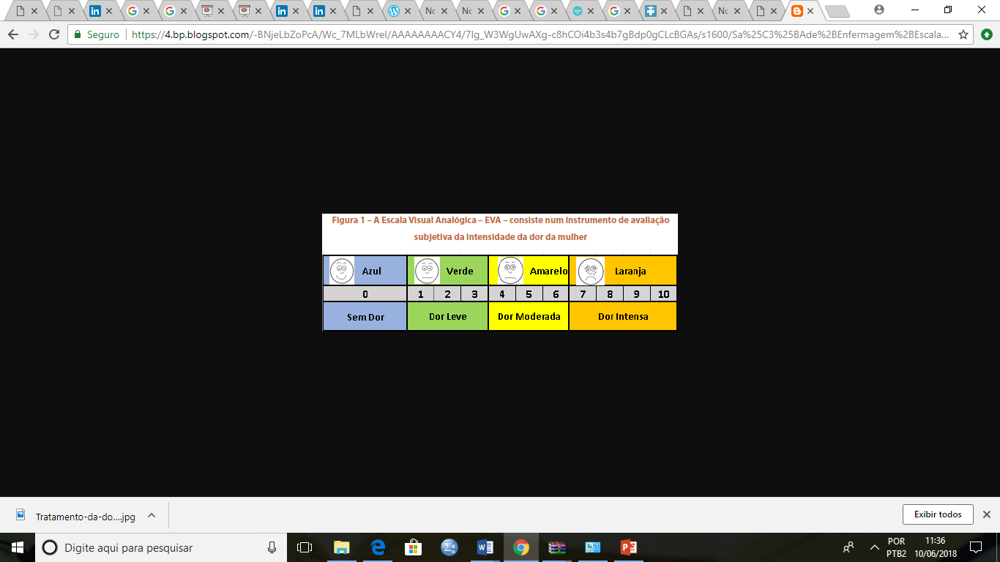 Nc
Nc
Nc
Seguro
https://4.bp.blogspot.com/-BNjeLbZoPcA/Wc_7MLbWreI/AAAAAAAACY4/7Ig_W3WgUwAXg-c8hCOi4b3s4b7gBdp0gCLcBGAs/s1600/Sa%25C3%25BAde%2BEnfermagem%2BEscala...
Figura 1 – A Escala Visual Analógica – EVA – consiste num instrumento de avaliação
subjetiva da intensidade da dor da mulher
Azul Verde Amarelo Laranja
0 1 2 3 4 5 6 7 8 9 10
Sem Dor Dor Leve Dor Moderada Dor Intensa
Tratamento-da-do....jpg
Exibir todos
Digite aqui para pesquisar
POR 11:36
PTB2 10/06/2018